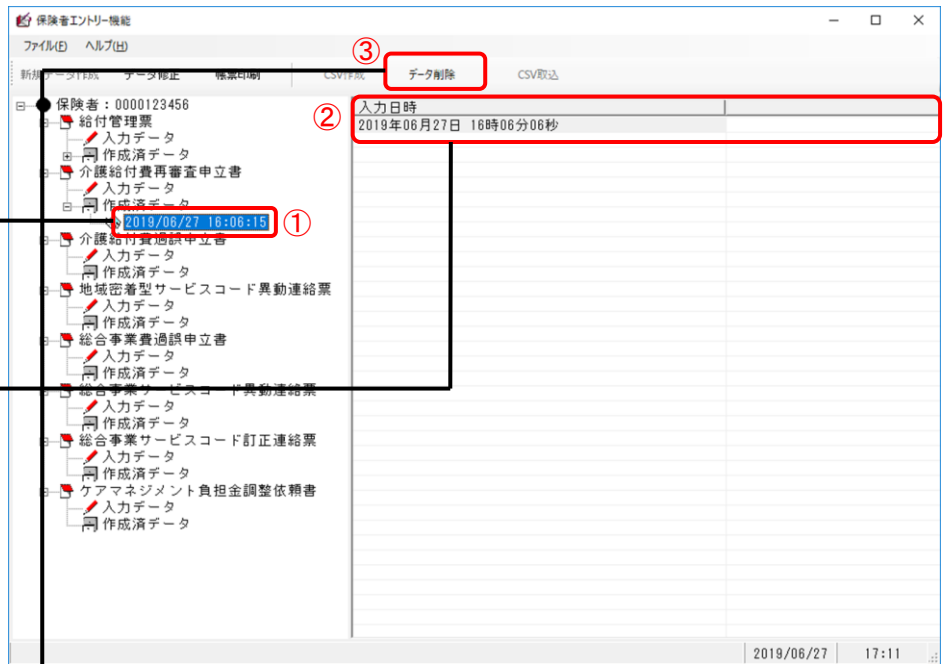 保険者エントリー機能
ファイル(F) ヘルプ(H)
③
新規データ作成 データ修正 帳票印刷 CSV作成 データ削除 CSV取込
保険者：0000123456
給付管理票
入力データ
作成済データ
介護給付費再審査申立書
入力データ
作成済データ
2019/06/27 16:06:15
①
介護給付費過誤申立書
入力データ
作成済データ
地域密着型サービスコード異動連絡票
入力データ
作成済データ
総合事業費過誤申立書
入力データ
作成済データ
総合事業サービスコード異動連絡票
入力データ
作成済データ
総合事業サービスコード訂正連絡票
入力データ
作成済データ
ケアマネジメント負担金調整依頼書
入力データ
作成済データ
②
入力日時
2019年06月27日 16時06分06秒
2019/06/27 17:11